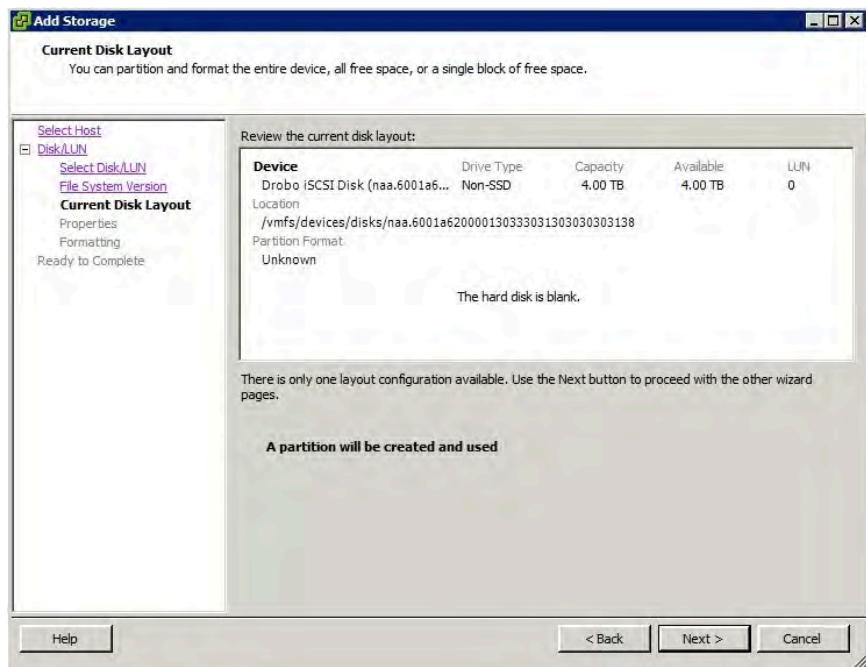 Add Storage
Current Disk Layout
You can partition and format the entire device, all free space, or a single block of free space.
Select Host
Disk/LUN
Select Disk/LUN
File System Version
Current Disk Layout
Properties
Formatting
Ready to Complete
Review the current disk layout:
Device Drive Type Capacity Available LUN
Drobo iSCSI Disk (naa.6001a6... Non-SSD 4.00 TB 4.00 TB 0
Location
/vmfs/devices/disks/naa.6001a620000130333031303030303138
Partition Format
Unknown
The hard disk is blank.
There is only one layout configuration available. Use the Next button to proceed with the other wizard
pages.
A partition will be created and used
Help < Back Next > Cancel